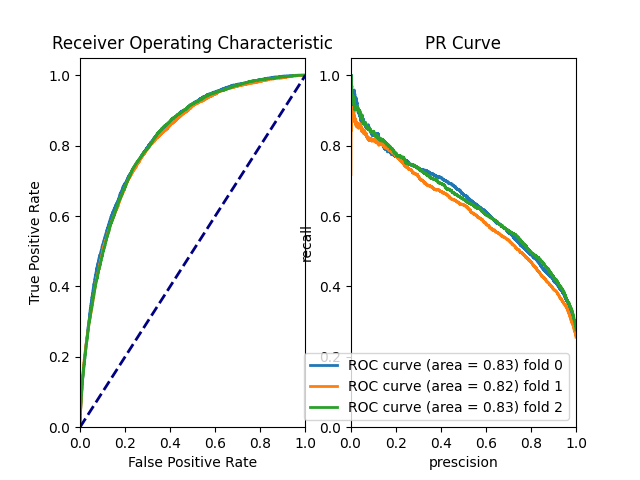 Receiver Operating Characteristic
PR Curve
1.0
0.8
0.6
0.4
0.2
0.0
True Positive Rate
0.0 0.2 0.4 0.6 0.8 1.0
False Positive Rate
1.0
0.8
0.6
0.4
0.2
0.0
recall
0.0 0.2 0.4 0.6 0.8 1.0
prescision
ROC curve (area = 0.83) fold 0
ROC curve (area = 0.82) fold 1
ROC curve (area = 0.83) fold 2